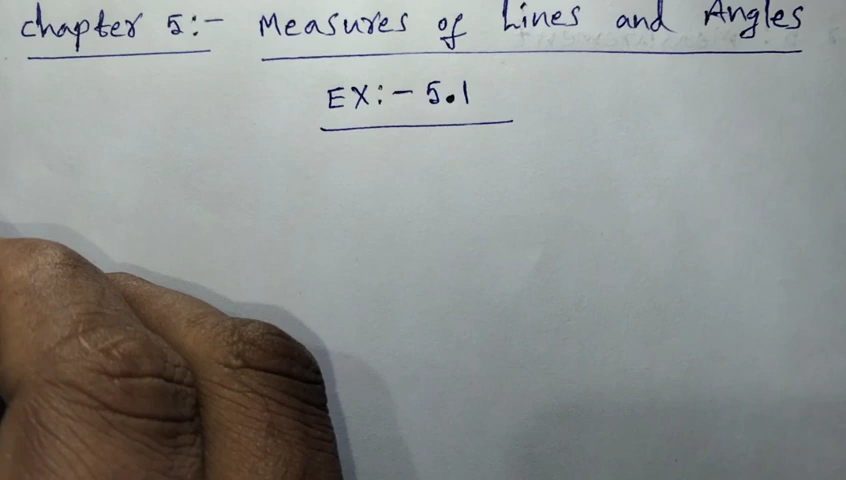 chapter 5:- Measures of Lines and Angles
EX:- 5.1